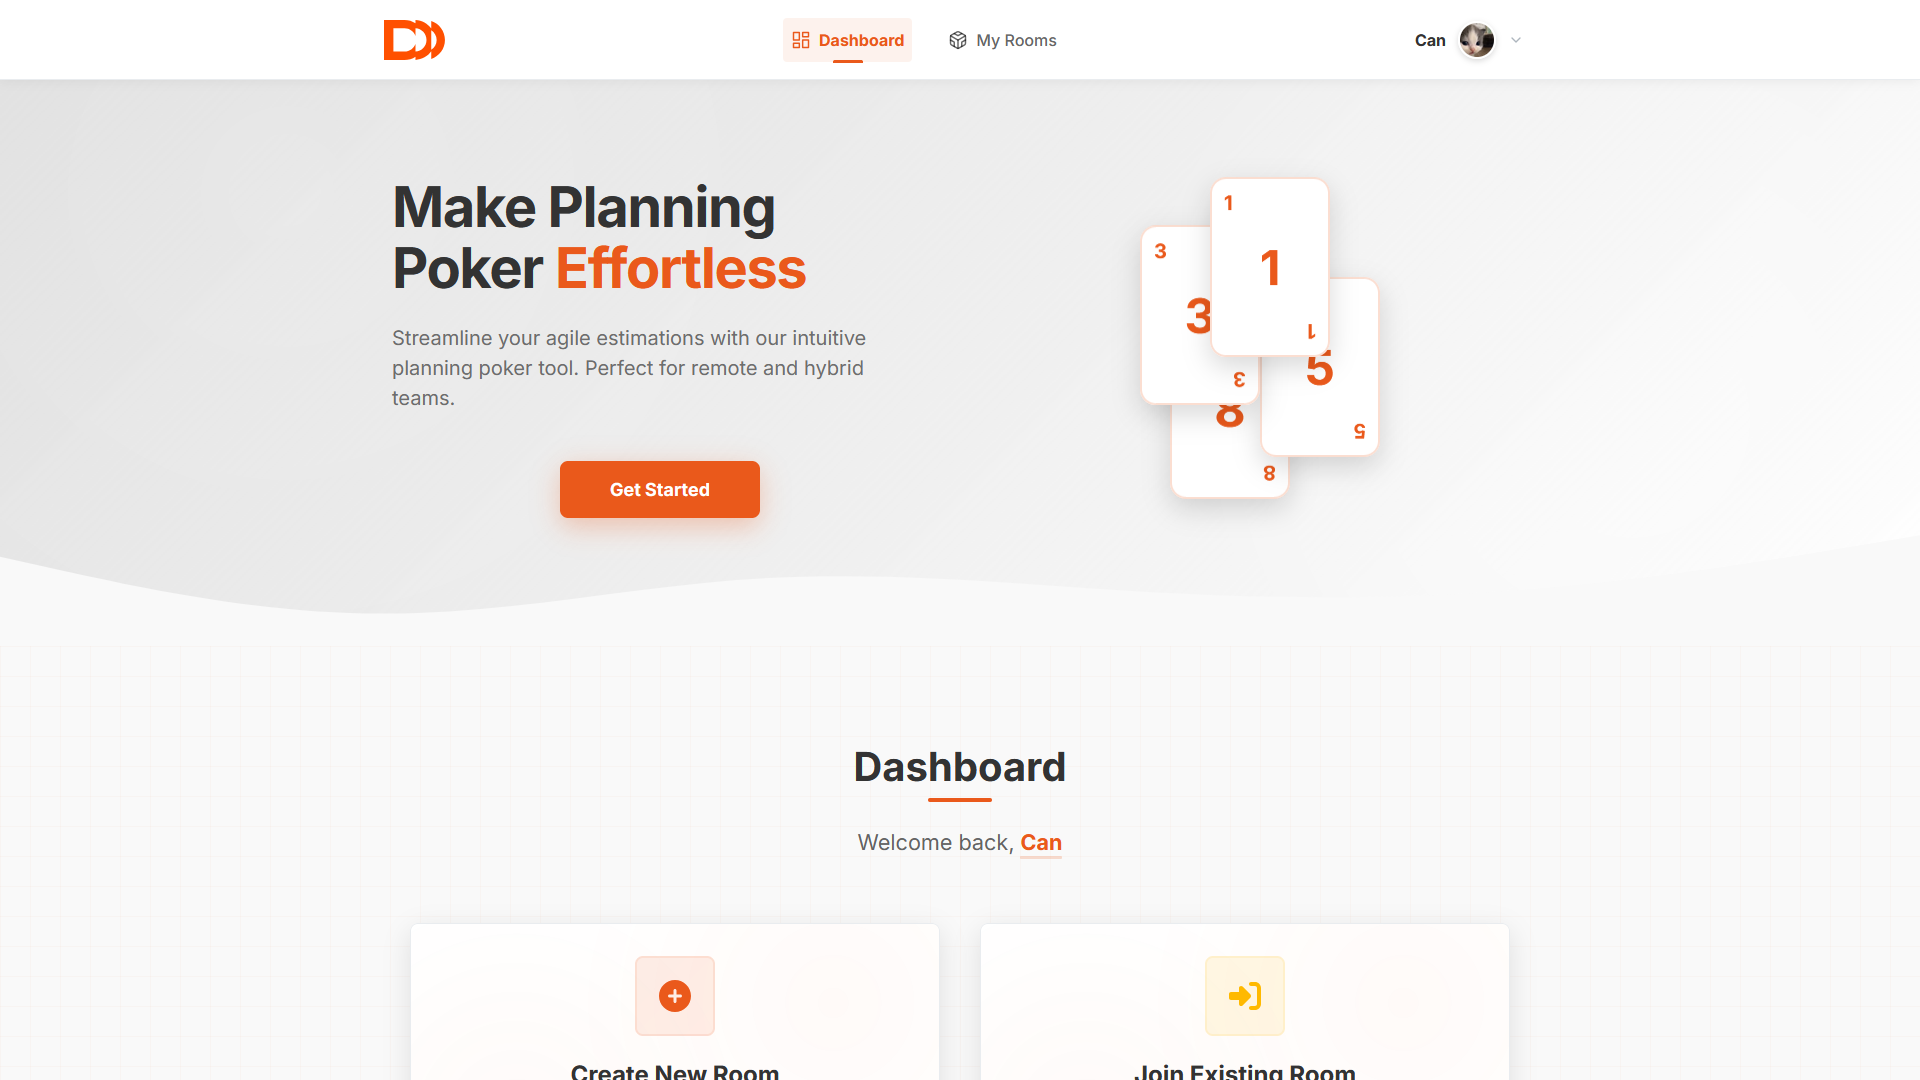 Dashboard
My Rooms
Can
Make Planning
Poker Effortless
Streamline your agile estimations with our intuitive
planning poker tool. Perfect for remote and hybrid
teams.
Get Started
1
1
1
3
3
3
5
5
8
8
Dashboard
Welcome back, Can
Create New Room
Join Existing Room